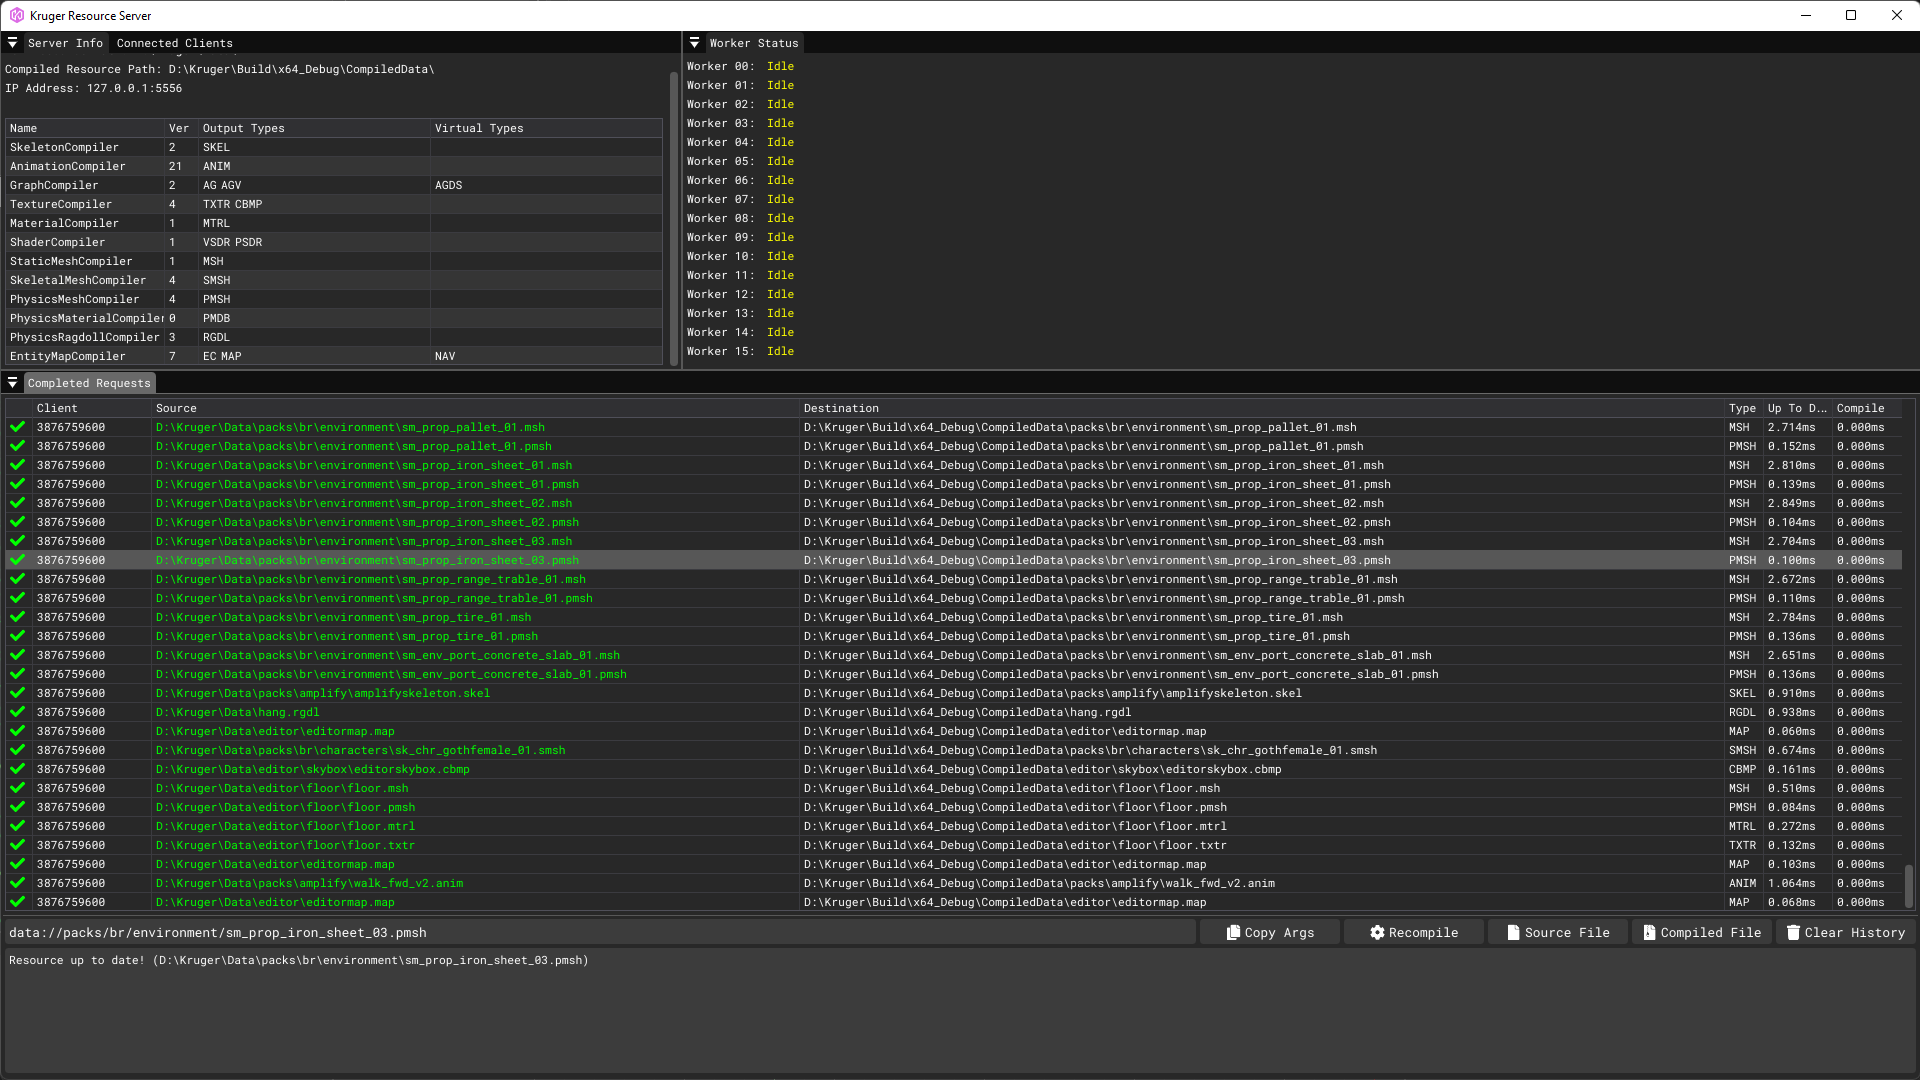 Kruger Resource Server
Server Info Connected Clients
Compiled Resource Path: D:\Kruger\Build\x64_Debug\CompiledData\
IP Address: 127.0.0.1:5556
Name Ver Output Types Virtual Types
SkeletonCompiler 2 SKEL
AnimationCompiler 21 ANIM
GraphCompiler 2 AG AGV AGDS
TextureCompiler 4 TXTR CBMP
MaterialCompiler 1 MTRL
ShaderCompiler 1 VSDR PSDR
StaticMeshCompiler 1 MSH
SkeletalMeshCompiler 4 SMSH
PhysicsMeshCompiler 4 PMSH
PhysicsMaterialCompiler 0 PMDB
PhysicsRagdollCompiler 3 RGDL
EntityMapCompiler 7 EC MAP NAV
Worker Status
Worker 00: Idle
Worker 01: Idle
Worker 02: Idle
Worker 03: Idle
Worker 04: Idle
Worker 05: Idle
Worker 06: Idle
Worker 07: Idle
Worker 08: Idle
Worker 09: Idle
Worker 10: Idle
Worker 11: Idle
Worker 12: Idle
Worker 13: Idle
Worker 14: Idle
Worker 15: Idle
Completed Requests
Client Source Destination Type Up To D... Compile
3876759600 D:\Kruger\Data\packs\br\environment\sm_prop_pallet_01.msh D:\Kruger\Build\x64_Debug\CompiledData\packs\br\environment\sm_prop_pallet_01.msh MSH 2.714ms 0.000ms
3876759600 D:\Kruger\Data\packs\br\environment\sm_prop_pallet_01.pmsh D:\Kruger\Build\x64_Debug\CompiledData\packs\br\environment\sm_prop_pallet_01.pmsh PMSH 0.152ms 0.000ms
3876759600 D:\Kruger\Data\packs\br\environment\sm_prop_iron_sheet_01.msh D:\Kruger\Build\x64_Debug\CompiledData\packs\br\environment\sm_prop_iron_sheet_01.msh MSH 2.810ms 0.000ms
3876759600 D:\Kruger\Data\packs\br\environment\sm_prop_iron_sheet_01.pmsh D:\Kruger\Build\x64_Debug\CompiledData\packs\br\environment\sm_prop_iron_sheet_01.pmsh PMSH 0.139ms 0.000ms
3876759600 D:\Kruger\Data\packs\br\environment\sm_prop_iron_sheet_02.msh D:\Kruger\Build\x64_Debug\CompiledData\packs\br\environment\sm_prop_iron_sheet_02.msh MSH 2.849ms 0.000ms
3876759600 D:\Kruger\Data\packs\br\environment\sm_prop_iron_sheet_02.pmsh D:\Kruger\Build\x64_Debug\CompiledData\packs\br\environment\sm_prop_iron_sheet_02.pmsh PMSH 0.104ms 0.000ms
3876759600 D:\Kruger\Data\packs\br\environment\sm_prop_iron_sheet_03.msh D:\Kruger\Build\x64_Debug\CompiledData\packs\br\environment\sm_prop_iron_sheet_03.msh MSH 2.704ms 0.000ms
3876759600 D:\Kruger\Data\packs\br\environment\sm_prop_iron_sheet_03.pmsh D:\Kruger\Build\x64_Debug\CompiledData\packs\br\environment\sm_prop_iron_sheet_03.pmsh PMSH 0.100ms 0.000ms
3876759600 D:\Kruger\Data\packs\br\environment\sm_prop_range_trable_01.msh D:\Kruger\Build\x64_Debug\CompiledData\packs\br\environment\sm_prop_range_trable_01.msh MSH 2.672ms 0.000ms
3876759600 D:\Kruger\Data\packs\br\environment\sm_prop_range_trable_01.pmsh D:\Kruger\Build\x64_Debug\CompiledData\packs\br\environment\sm_prop_range_trable_01.pmsh PMSH 0.110ms 0.000ms
3876759600 D:\Kruger\Data\packs\br\environment\sm_prop_tire_01.msh D:\Kruger\Build\x64_Debug\CompiledData\packs\br\environment\sm_prop_tire_01.msh MSH 2.784ms 0.000ms
3876759600 D:\Kruger\Data\packs\br\environment\sm_prop_tire_01.pmsh D:\Kruger\Build\x64_Debug\CompiledData\packs\br\environment\sm_prop_tire_01.pmsh PMSH 0.136ms 0.000ms
3876759600 D:\Kruger\Data\packs\br\environment\sm_env_port_concrete_slab_01.msh D:\Kruger\Build\x64_Debug\CompiledData\packs\br\environment\sm_env_port_concrete_slab_01.msh MSH 2.651ms 0.000ms
3876759600 D:\Kruger\Data\packs\br\environment\sm_env_port_concrete_slab_01.pmsh D:\Kruger\Build\x64_Debug\CompiledData\packs\br\environment\sm_env_port_concrete_slab_01.pmsh PMSH 0.136ms 0.000ms
3876759600 D:\Kruger\Data\packs\amplify\amplifyskeleton.skel D:\Kruger\Build\x64_Debug\CompiledData\packs\amplify\amplifyskeleton.skel SKEL 0.910ms 0.000ms
3876759600 D:\Kruger\Data\hang.rgdl D:\Kruger\Build\x64_Debug\CompiledData\hang.rgdl RGDL 0.938ms 0.000ms
3876759600 D:\Kruger\Data\editor\editormap.map D:\Kruger\Build\x64_Debug\CompiledData\editor\editormap.map MAP 0.060ms 0.000ms
3876759600 D:\Kruger\Data\packs\br\characters\sk_chr_gothfemale_01.smsh D:\Kruger\Build\x64_Debug\CompiledData\packs\br\characters\sk_chr_gothfemale_01.smsh SMSH 0.674ms 0.000ms
3876759600 D:\Kruger\Data\editor\skybox\editorskybox.cbmp D:\Kruger\Build\x64_Debug\CompiledData\editor\skybox\editorskybox.cbmp CBMP 0.161ms 0.000ms
3876759600 D:\Kruger\Data\editor\floor\floor.msh D:\Kruger\Build\x64_Debug\CompiledData\editor\floor\floor.msh MSH 0.510ms 0.000ms
3876759600 D:\Kruger\Data\editor\floor\floor.pmsh D:\Kruger\Build\x64_Debug\CompiledData\editor\floor\floor.pmsh PMSH 0.084ms 0.000ms
3876759600 D:\Kruger\Data\editor\floor\floor.mtrl D:\Kruger\Build\x64_Debug\CompiledData\editor\floor\floor.mtrl MTRL 0.272ms 0.000ms
3876759600 D:\Kruger\Data\editor\floor\floor.txtr D:\Kruger\Build\x64_Debug\CompiledData\editor\floor\floor.txtr TXTR 0.132ms 0.000ms
3876759600 D:\Kruger\Data\editor\editormap.map D:\Kruger\Build\x64_Debug\CompiledData\editor\editormap.map MAP 0.103ms 0.000ms
3876759600 D:\Kruger\Data\packs\amplify\walk_fwd_v2.anim D:\Kruger\Build\x64_Debug\CompiledData\packs\amplify\walk_fwd_v2.anim ANIM 1.064ms 0.000ms
3876759600 D:\Kruger\Data\editor\editormap.map D:\Kruger\Build\x64_Debug\CompiledData\editor\editormap.map MAP 0.068ms 0.000ms
data://packs/br/environment/sm_prop_iron_sheet_03.pmsh Copy Args Recompile Source File Compiled File Clear History
Resource up to date! (D:\Kruger\Data\packs\br\environment\sm_prop_iron_sheet_03.pmsh)